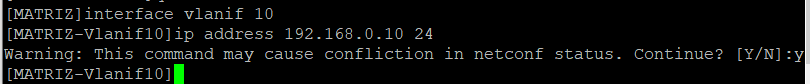 [MATRIZ]interface vlanif 10
[MATRIZ-Vlanif10]ip address 192.168.0.10 24
Warning: This command may cause confliction in netconf status. Continue? [Y/N]:y
[MATRIZ-Vlanif10]